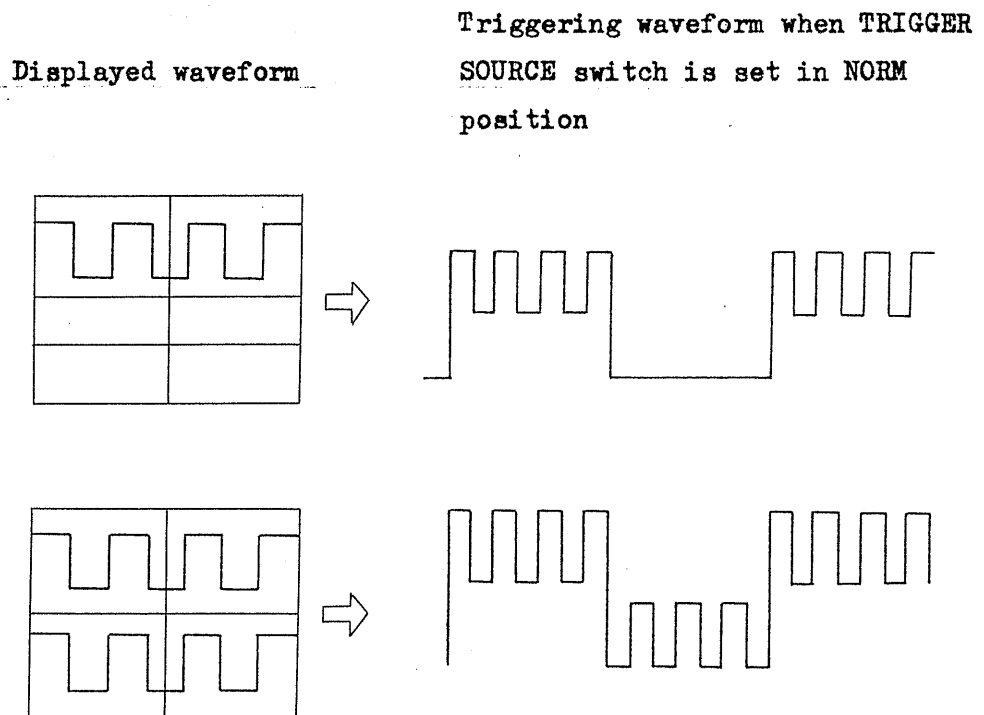 Displayed waveform
Triggering waveform when TRIGGER
SOURCE switch is set in NORM
position